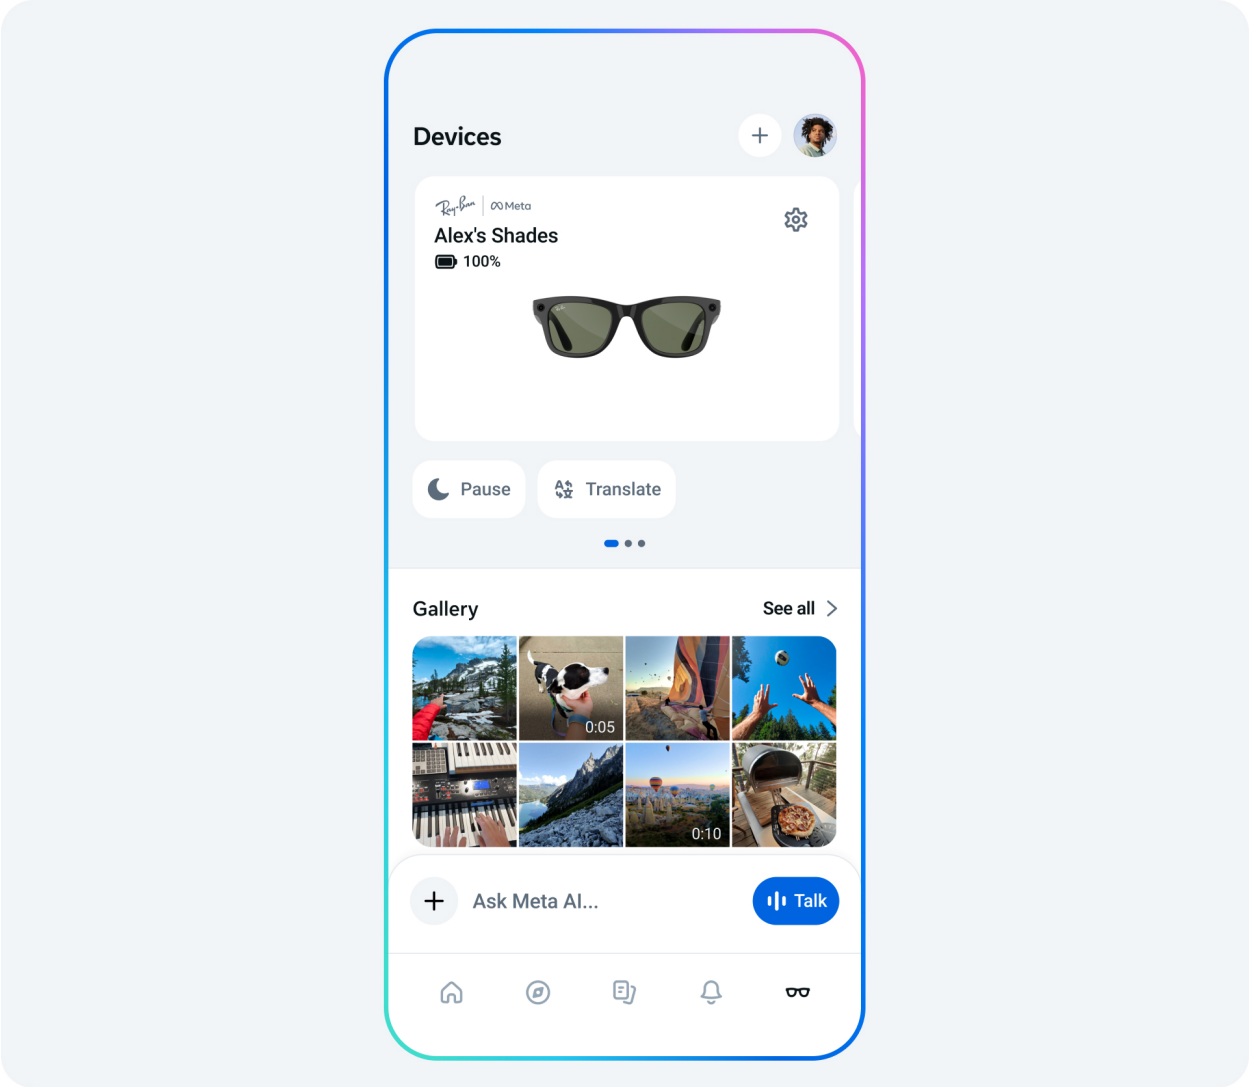 Devices
Ray-Ban | Meta
Alex's Shades
100%
Pause
Translate
Gallery
See all
0:05
0:10
Ask Meta AI...
Talk